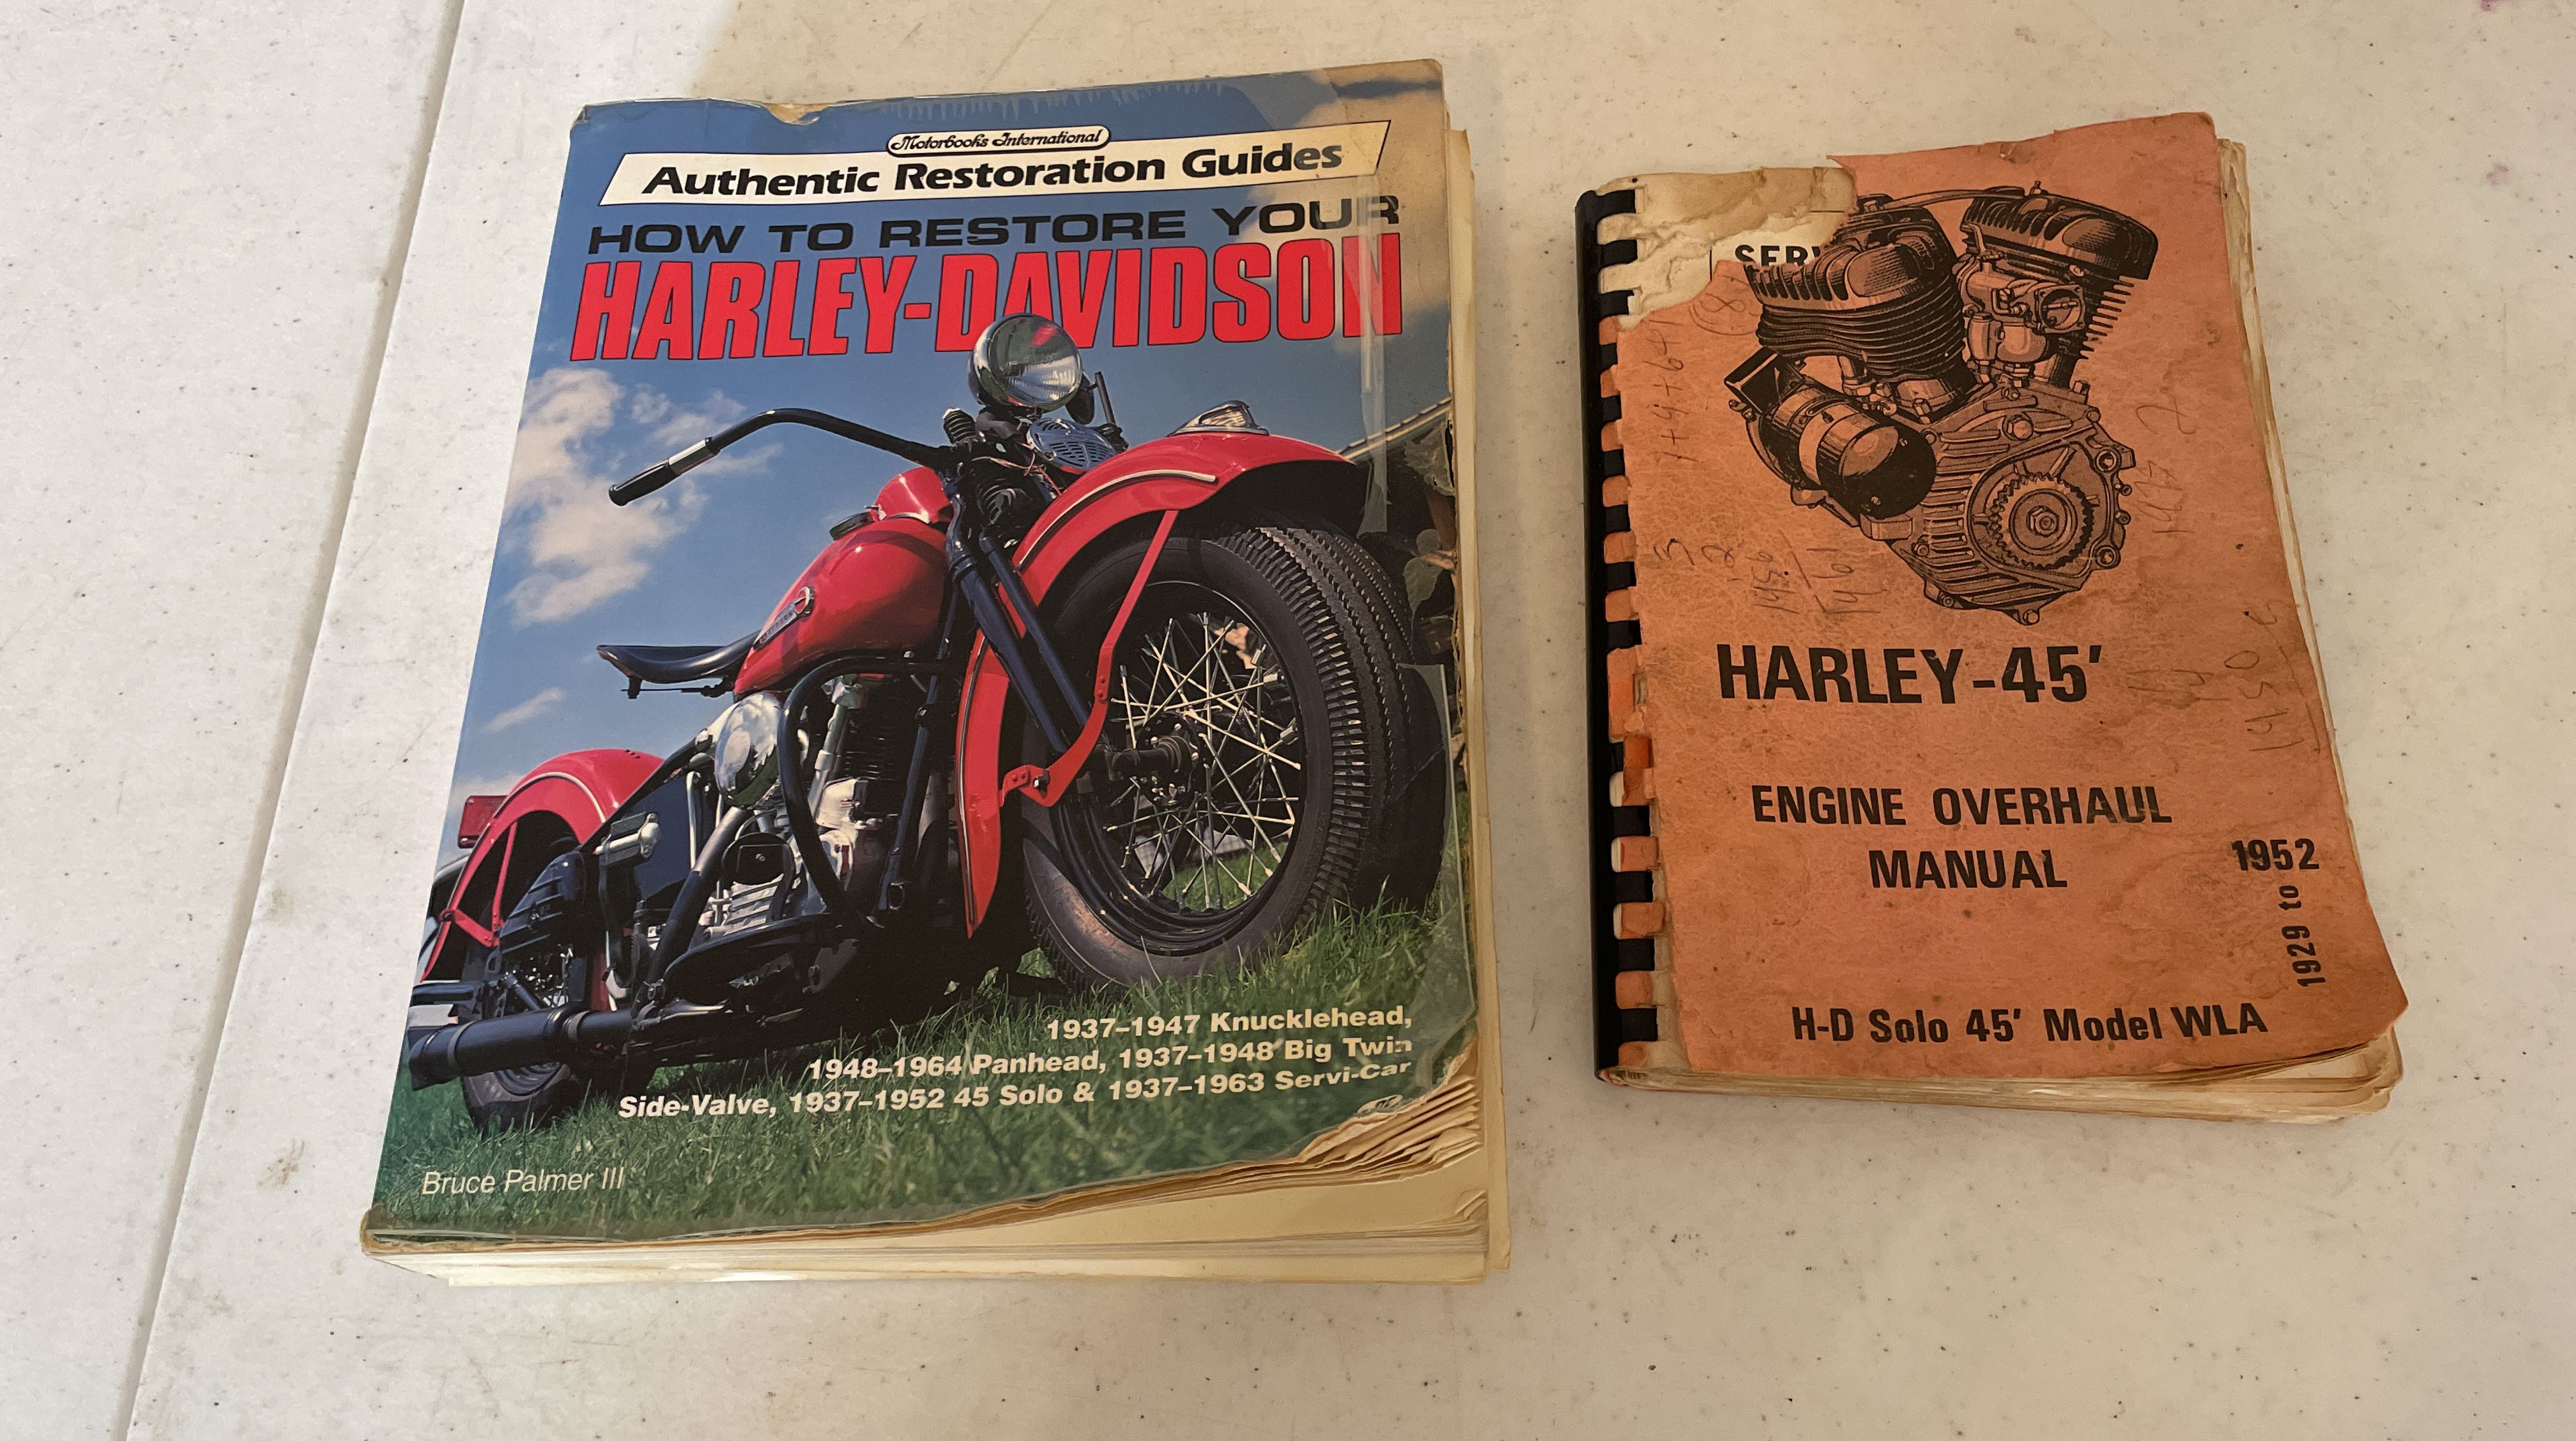 Motorbooks International
Authentic Restoration Guides
HOW TO RESTORE YOUR
HARLEY-DAVIDSON
1937–1947 Knucklehead,
1948–1964 Panhead, 1937–1948 Big Twin
Side-Valve, 1937–1952 45 Solo & 1937–1963 Servi-Car
Bruce Palmer III
SERV
HARLEY-45'
ENGINE OVERHAUL
MANUAL
1952
1929 to
H-D Solo 45' Model WLA